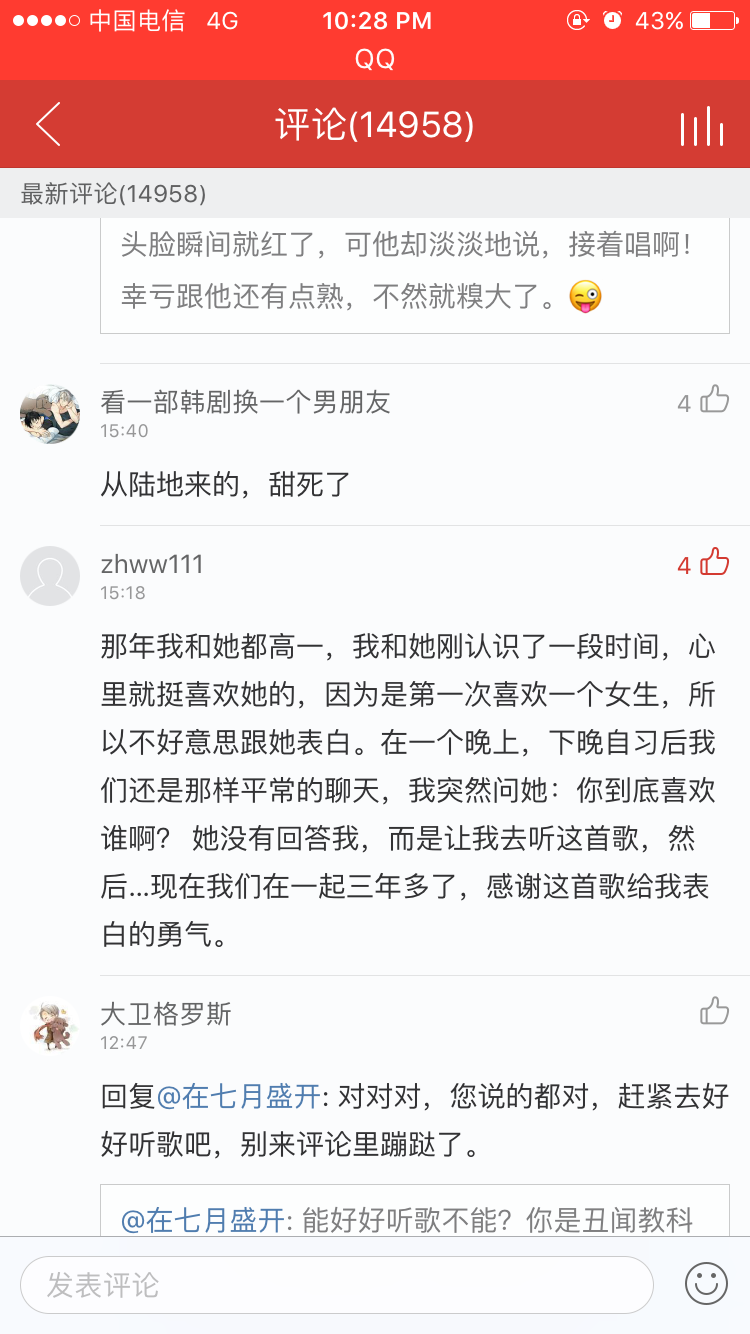 中国电信 4G 10:28 PM 43%
QQ
评论(14958)
最新评论(14958)
头脸瞬间就红了，可他却淡淡地说，接着唱啊！
幸亏跟他还有点熟，不然就糗大了。😜
看一部韩剧换一个男朋友 4
15:40
从陆地来的，甜死了
zhww111 4
15:18
那年我和她都高一，我和她刚认识了一段时间，心
里就挺喜欢她的，因为是第一次喜欢一个女生，所
以不好意思跟她表白。在一个晚上，下晚自习后我
们还是那样平常的聊天，我突然问她：你到底喜欢
谁啊？ 她没有回答我，而是让我去听这首歌，然
后...现在我们在一起三年多了，感谢这首歌给我表
白的勇气。
大卫格罗斯
12:47
回复@在七月盛开: 对对对，您说的都对，赶紧去好
好听歌吧，别来评论里蹦跶了。
@在七月盛开: 能好好听歌不能？你是丑闻教科
发表评论